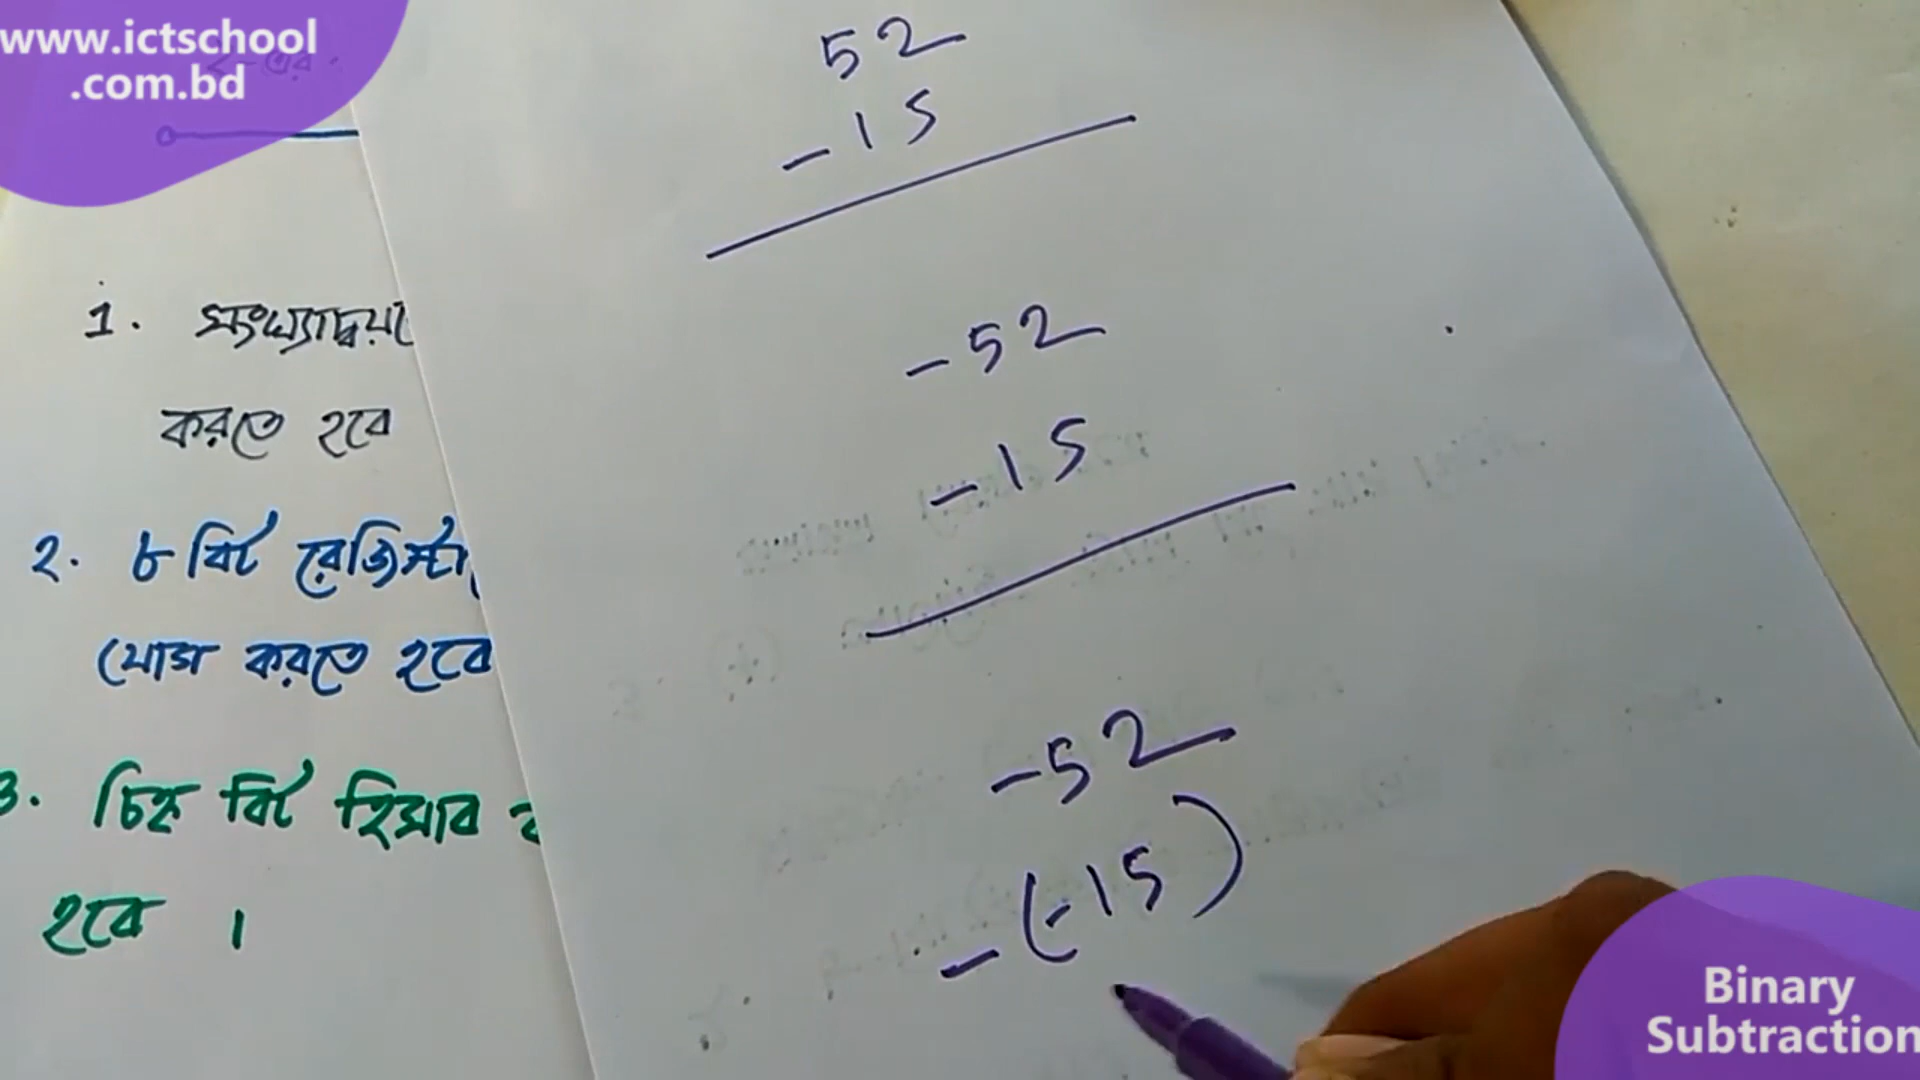 www.ictschool
.com.bd
52
-15
-52
-15
-52
-(-15)
1. সংখ্যাদ্বয়কে
করতে হবে
২. ৮ বিট রেজিস্টা
যোগ করতে হবে
3. চিহ্ন বিট হিসাব
হবে ।
Binary
Subtraction